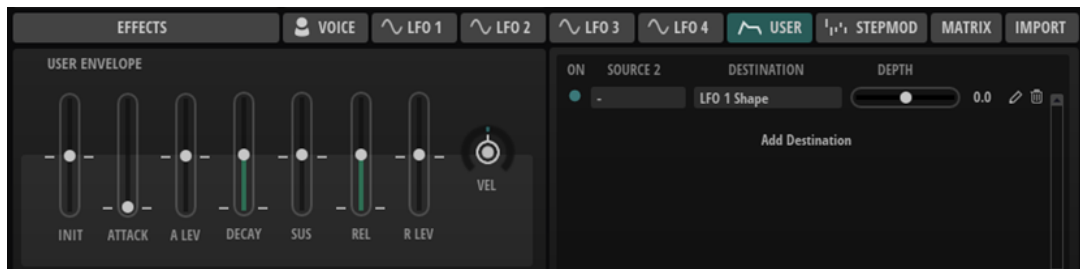 EFFECTS VOICE LFO 1 LFO 2 LFO 3 LFO 4 USER STEPMOD MATRIX IMPORT
USER ENVELOPE
INIT ATTACK A LEV DECAY SUS REL R LEV
VEL
ON SOURCE 2 DESTINATION DEPTH
- LFO 1 Shape 0.0
Add Destination